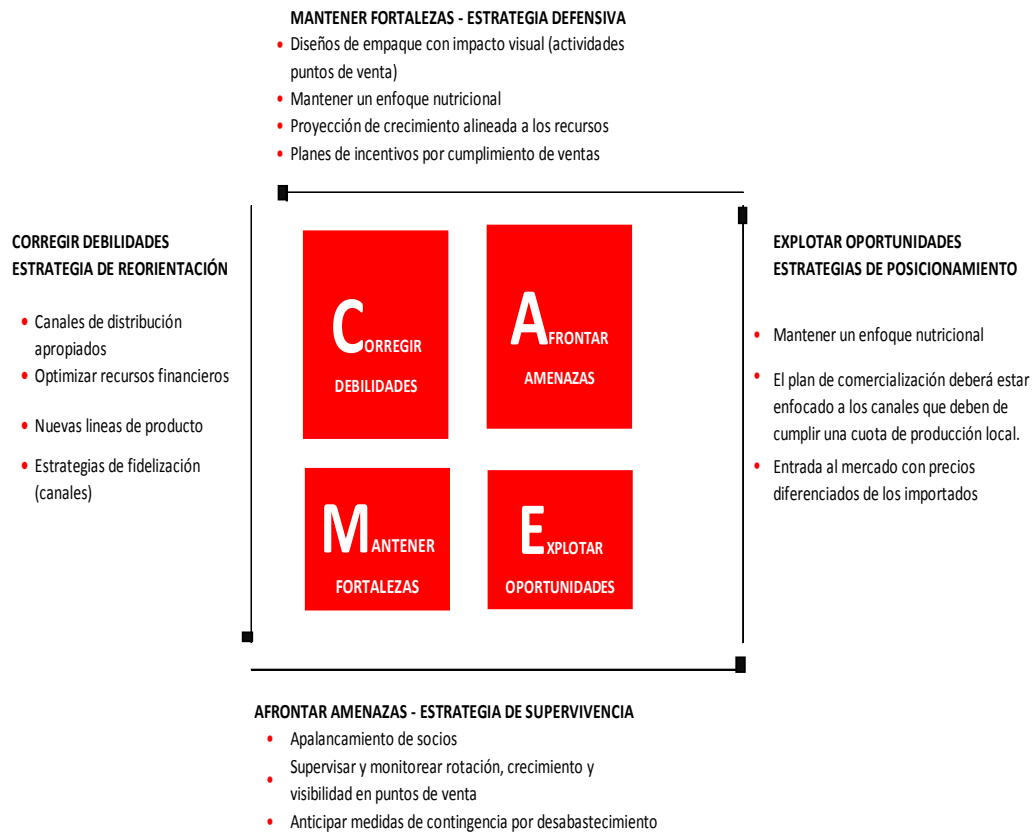 MANTENER FORTALEZAS - ESTRATEGIA DEFENSIVA
• Diseños de empaque con impacto visual (actividades
puntos de venta)
• Mantener un enfoque nutricional
• Proyección de crecimiento alineada a los recursos
• Planes de incentivos por cumplimiento de ventas
CORREGIR DEBILIDADES
ESTRATEGIA DE REORIENTACIÓN
• Canales de distribución
apropiados
• Optimizar recursos financieros
• Nuevas lineas de producto
• Estrategias de fidelización
(canales)
CORREGIR
DEBILIDADES
AFRONTAR
AMENAZAS
MANTENER
FORTALEZAS
EXPLOTAR
OPORTUNIDADES
EXPLOTAR OPORTUNIDADES
ESTRATEGIAS DE POSICIONAMIENTO
• Mantener un enfoque nutricional
• El plan de comercialización deberá estar
enfocado a los canales que deben de
cumplir una cuota de producción local.
• Entrada al mercado con precios
diferenciados de los importados
AFRONTAR AMENAZAS - ESTRATEGIA DE SUPERVIVENCIA
• Apalancamiento de socios
• Supervisar y monitorear rotación, crecimiento y
visibilidad en puntos de venta
• Anticipar medidas de contingencia por desabastecimiento